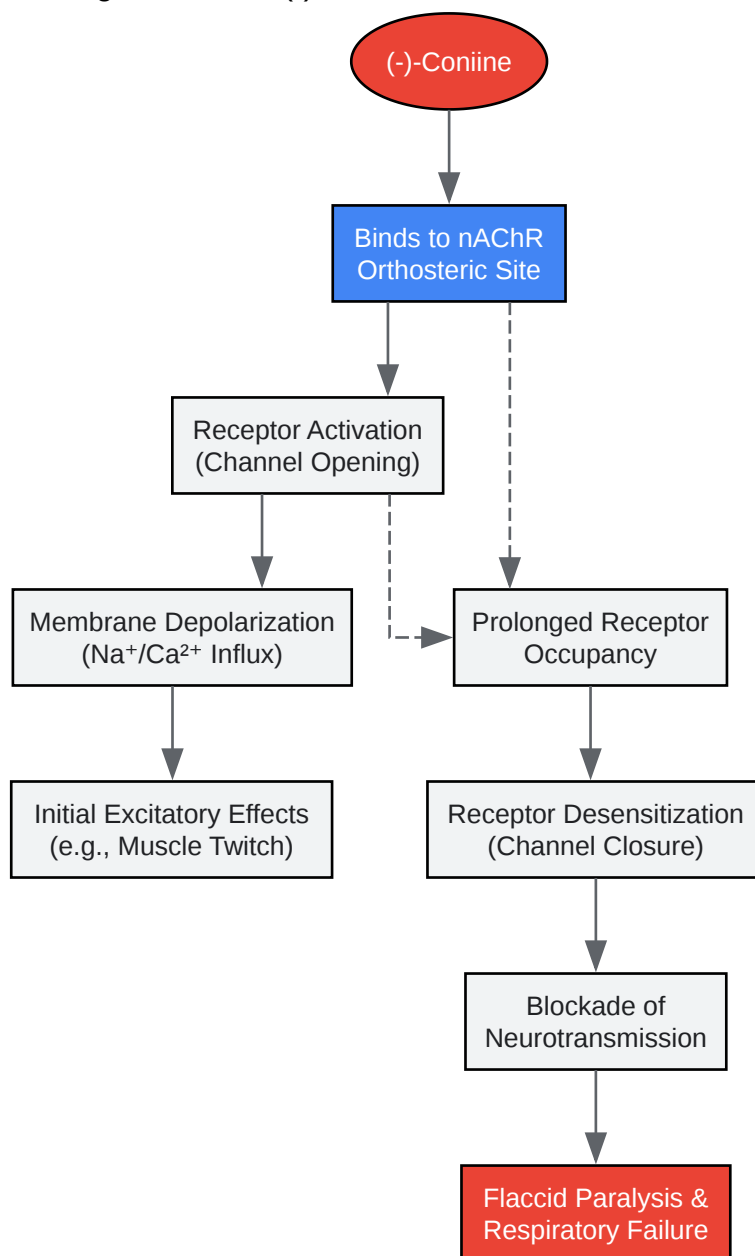 (-)-Coniine
Binds to nAChR
Orthosteric Site
Receptor Activation
(Channel Opening)
Membrane Depolarization
(Na⁺/Ca²⁺ Influx)
Prolonged Receptor
Occupancy
Initial Excitatory Effects
(e.g., Muscle Twitch)
Receptor Desensitization
(Channel Closure)
Blockade of
Neurotransmission
Flaccid Paralysis &
Respiratory Failure